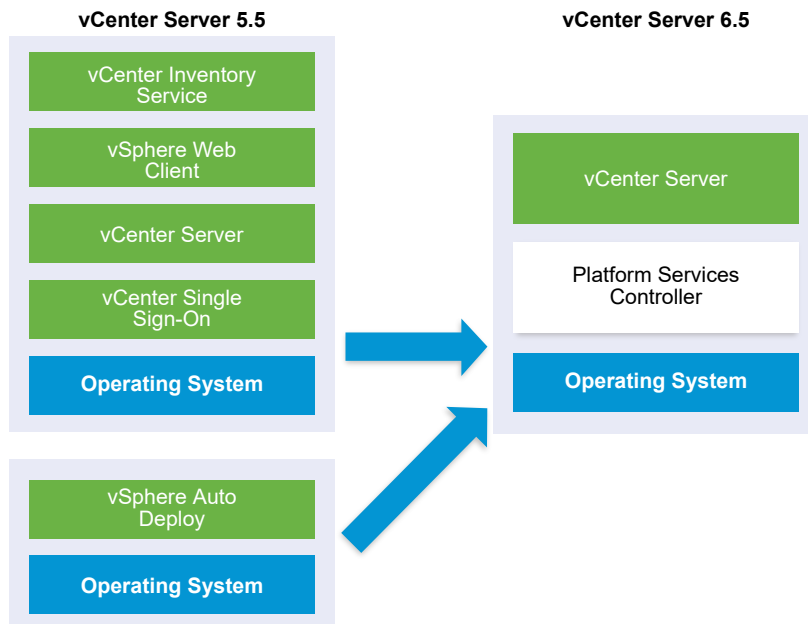 vCenter Server 5.5
vCenter Inventory
Service
vSphere Web
Client
vCenter Server
vCenter Single
Sign-On
Operating System
vSphere Auto
Deploy
Operating System
vCenter Server 6.5
vCenter Server
Platform Services
Controller
Operating System